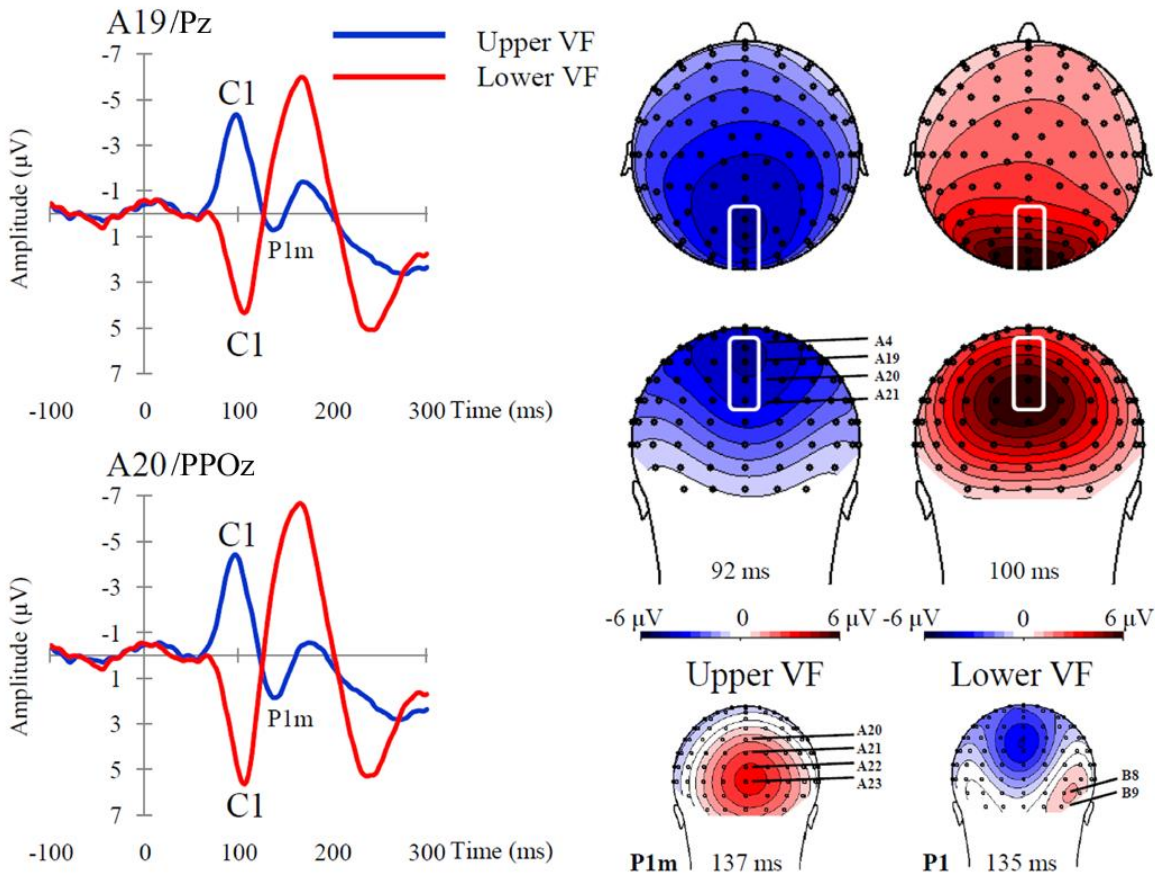 A19/Pz
Upper VF
Lower VF
-7
-5
-3
-1
1
3
5
7
Amplitude (µV)
C1
P1m
C1
-100 0 100 200 300 Time (ms)
A20/PPOz
-7
-5
-3
-1
1
3
5
7
Amplitude (µV)
C1
P1m
C1
-100 0 100 200 300 Time (ms)
A4
A19
A20
A21
92 ms 100 ms
-6 µV 0 6 µV
-6 µV 0 6 µV
Upper VF Lower VF
A20
A21
A22
A23
B8
B9
P1m 137 ms P1 135 ms